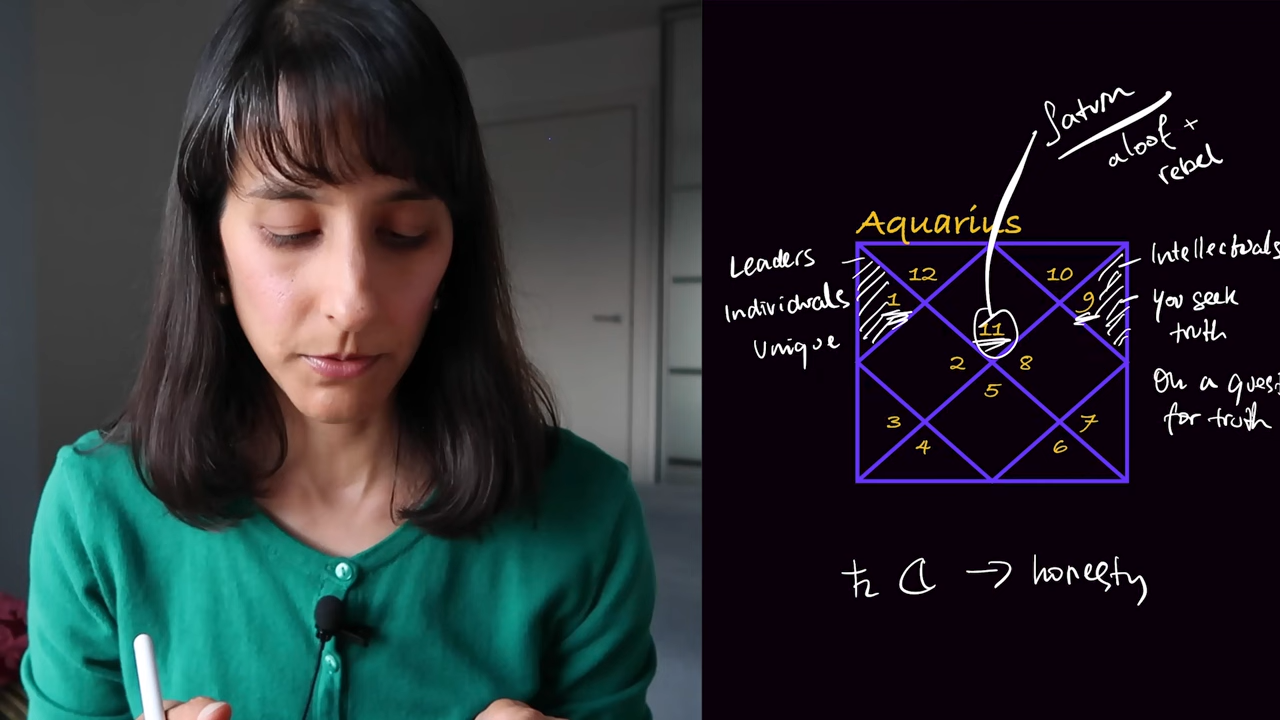 Saturn
aloof +
rebel
Aquarius
Leaders
Individuals
Unique
12
10
1
9
11
2
8
5
3
7
4
6
Intellectuals
you seek
truth
On a quest
for truth
♄ ☾ → honesty